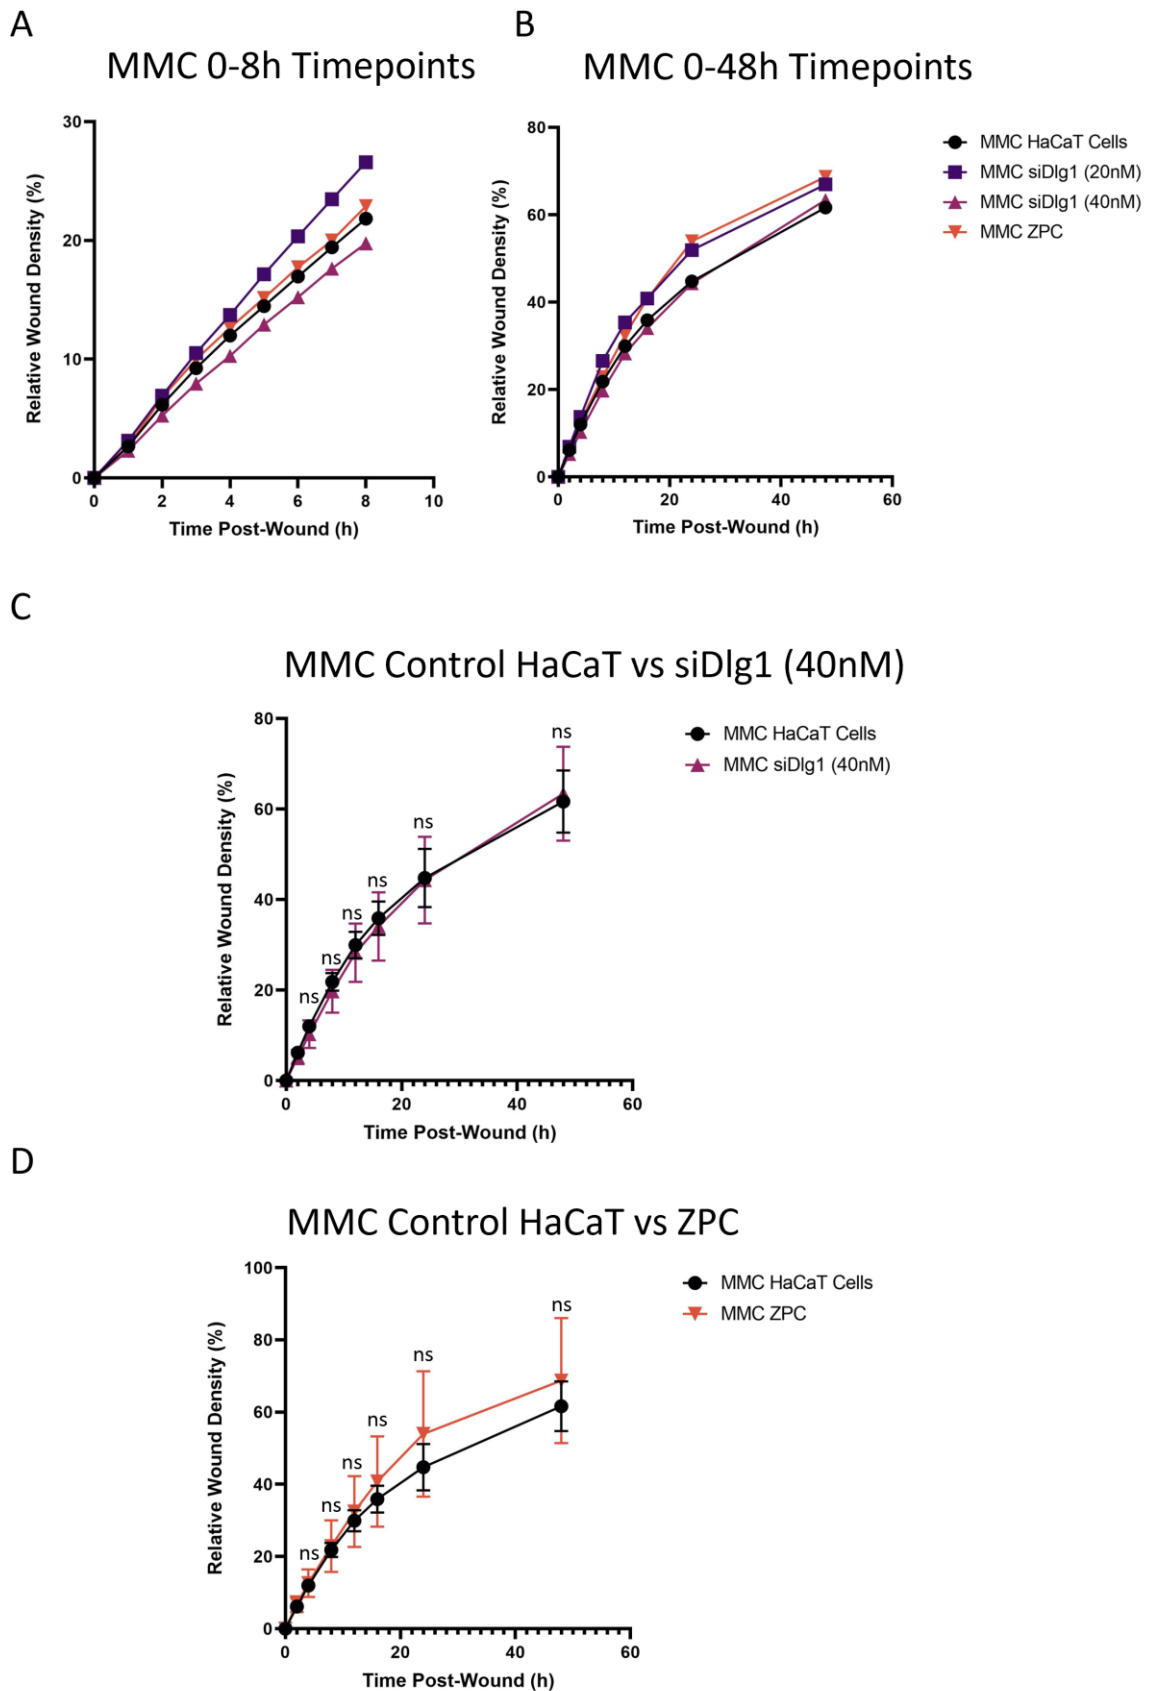 A
MMC 0-8h Timepoints
30
20
10
0
0 2 4 6 8 10
Relative Wound Density (%)
Time Post-Wound (h)
B
MMC 0-48h Timepoints
80
60
40
20
0
0 20 40 60
Relative Wound Density (%)
Time Post-Wound (h)
MMC HaCaT Cells
MMC siDlg1 (20nM)
MMC siDlg1 (40nM)
MMC ZPC
C
MMC Control HaCaT vs siDlg1 (40nM)
80
60
40
20
0
0 20 40 60
Relative Wound Density (%)
Time Post-Wound (h)
ns
ns
ns
ns
ns
ns
MMC HaCaT Cells
MMC siDlg1 (40nM)
D
MMC Control HaCaT vs ZPC
100
80
60
40
20
0
0 20 40 60
Relative Wound Density (%)
Time Post-Wound (h)
ns
ns
ns
ns
ns
ns
MMC HaCaT Cells
MMC ZPC